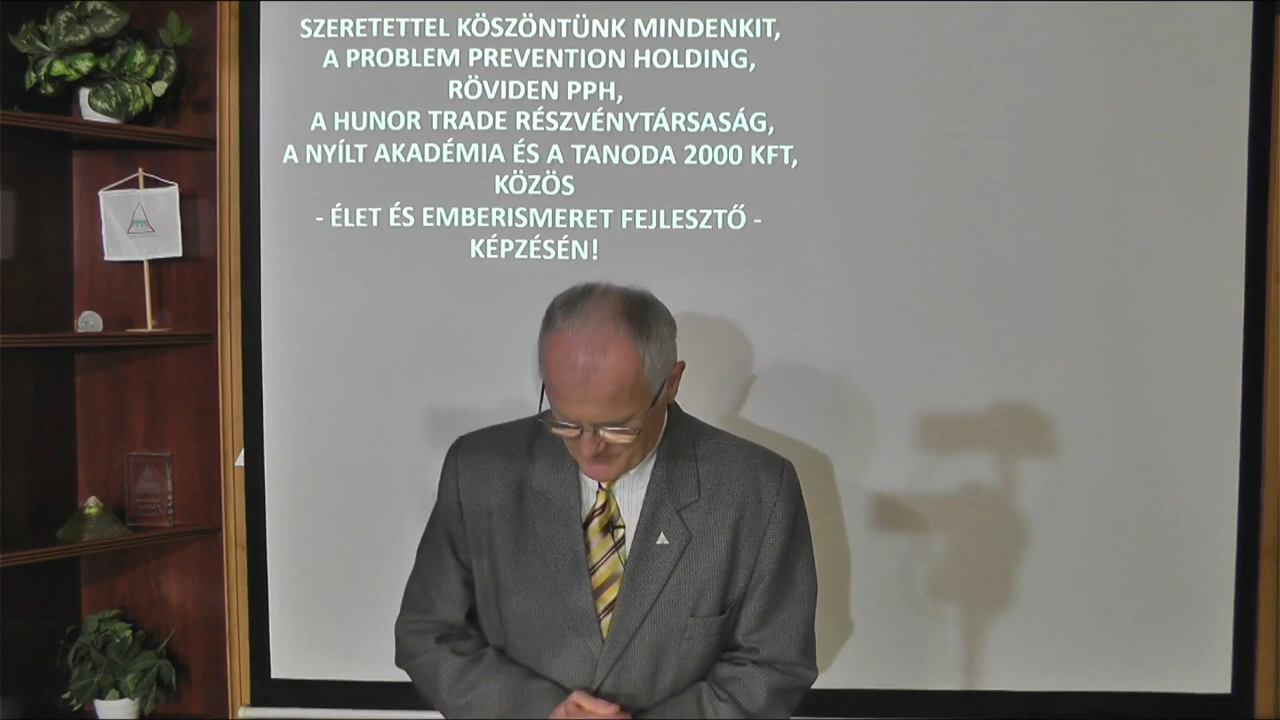 SZERETETTEL KÖSZÖNTÜNK MINDENKIT,
A PROBLEM PREVENTION HOLDING,
RÖVIDEN PPH,
A HUNOR TRADE RÉSZVÉNYTÁRSASÁG,
A NYÍLT AKADÉMIA ÉS A TANODA 2000 KFT,
KÖZÖS
- ÉLET ÉS EMBERISMERET FEJLESZTŐ -
KÉPZÉSÉN!